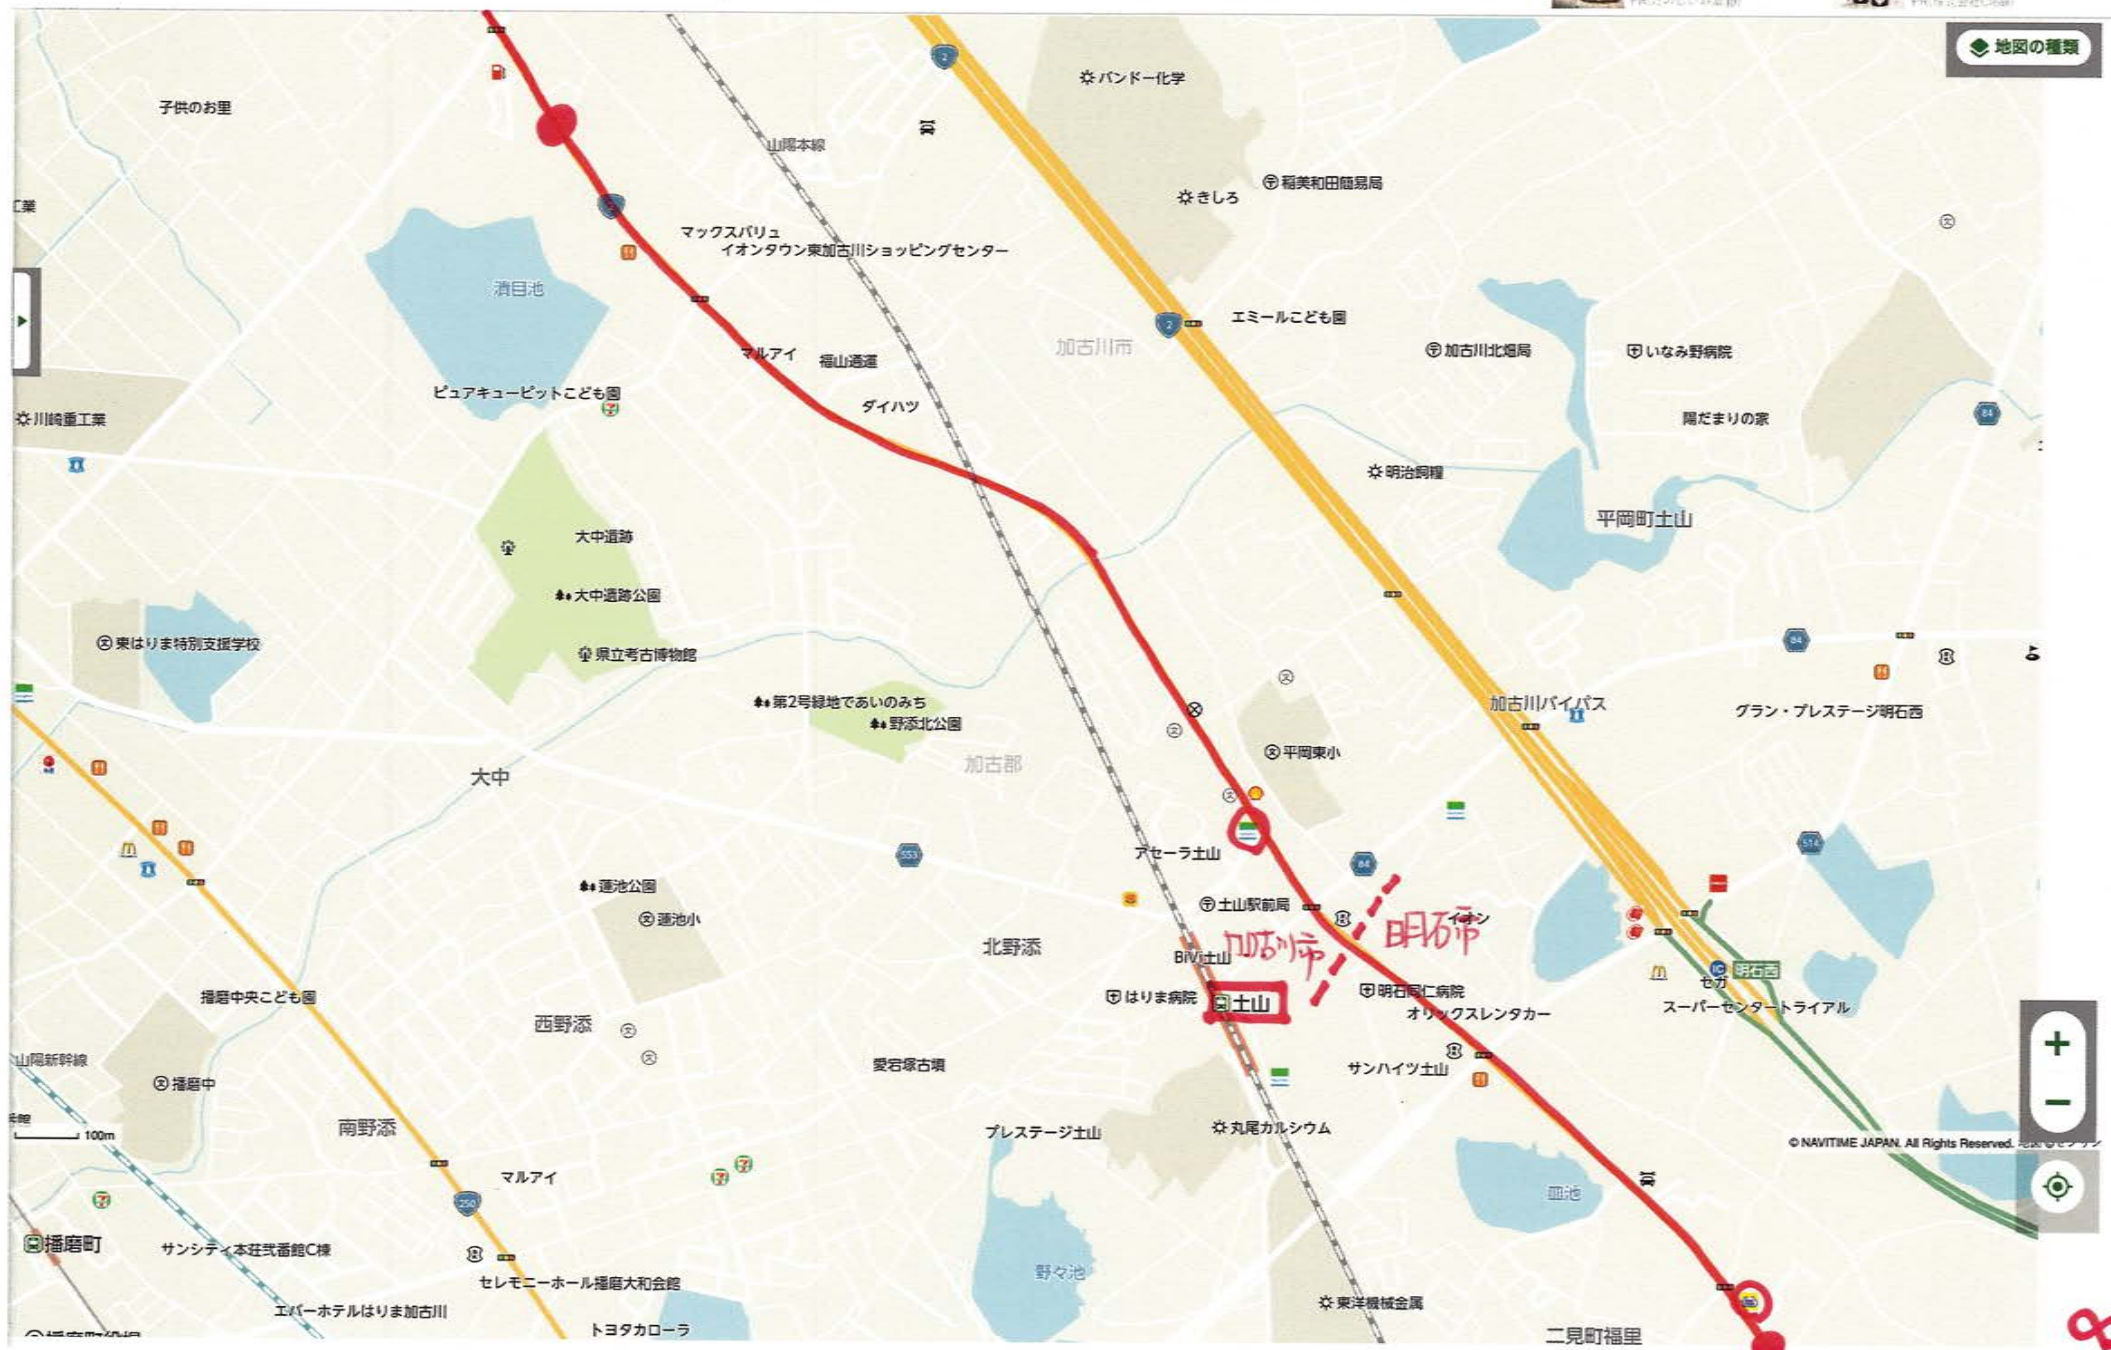 地図の種類
2
バンドー化学
子供のお里
山陽本線
稲美和田簡易局
きしろ
工業
マックスバリュ
イオンタウン東加古川ショッピングセンター
エミールこども園
2
加古川市
マルアイ
福山通運
加古川北畑局
いなみ野病院
ピュアキューピットこども園
ダイハツ
川崎重工業
陽だまりの家
84
明治飼糧
平岡町土山
大中遺跡
大中遺跡公園
東はりま特別支援学校
県立考古博物館
84
第2号緑地であいのみち
野添北公園
加古川バイパス
グラン・プレステージ明石西
平岡東小
加古郡
大中
アセーラ土山
553
84
514
蓮池公園
蓮池小
土山駅前局
イオン
明石市
加古川市
北野添
BiVi土山
IC
明石西
セガ
はりま病院
土山
明石同仁病院
播磨中央こども園
オリックスレンタカー
スーパーセンタートライアル
西野添
山陽新幹線
愛宕塚古墳
サンハイツ土山
播磨中
100m
南野添
プレステージ土山
丸尾カルシウム
© NAVITIME JAPAN. All Rights Reserved.
マルアイ
皿池
250
播磨町
サンシティ本荘弐番館C棟
野々池
セレモニーホール播磨大和会館
エバーホテルはりま加古川
東洋機械金属
トヨタカローラ
二見町福里